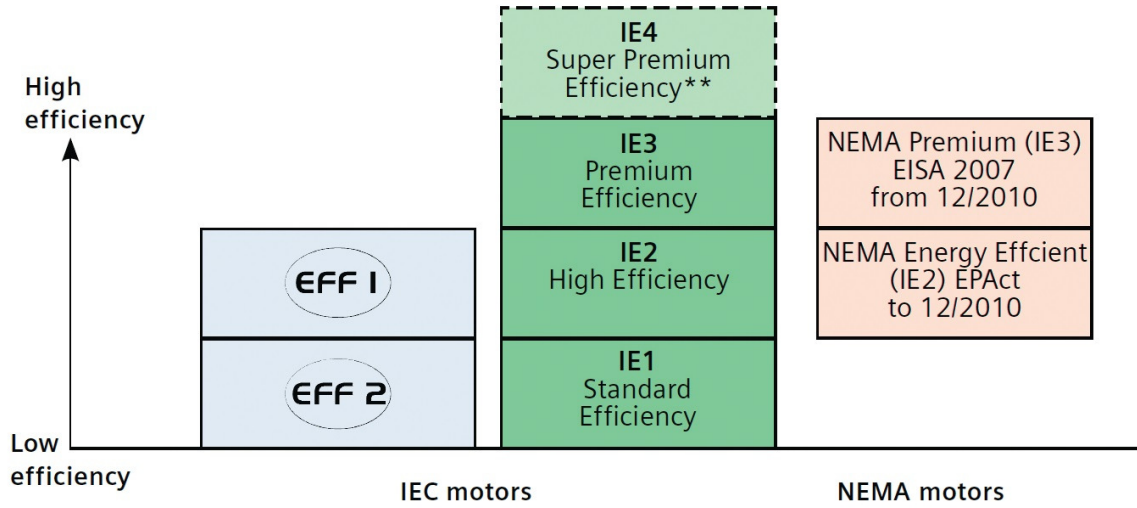 High
efficiency
Low
efficiency
EFF 1
EFF 2
IE4
Super Premium
Efficiency**
IE3
Premium
Efficiency
IE2
High Efficiency
IE1
Standard
Efficiency
NEMA Premium (IE3)
EISA 2007
from 12/2010
NEMA Energy Effcient
(IE2) EPAct
to 12/2010
IEC motors
NEMA motors